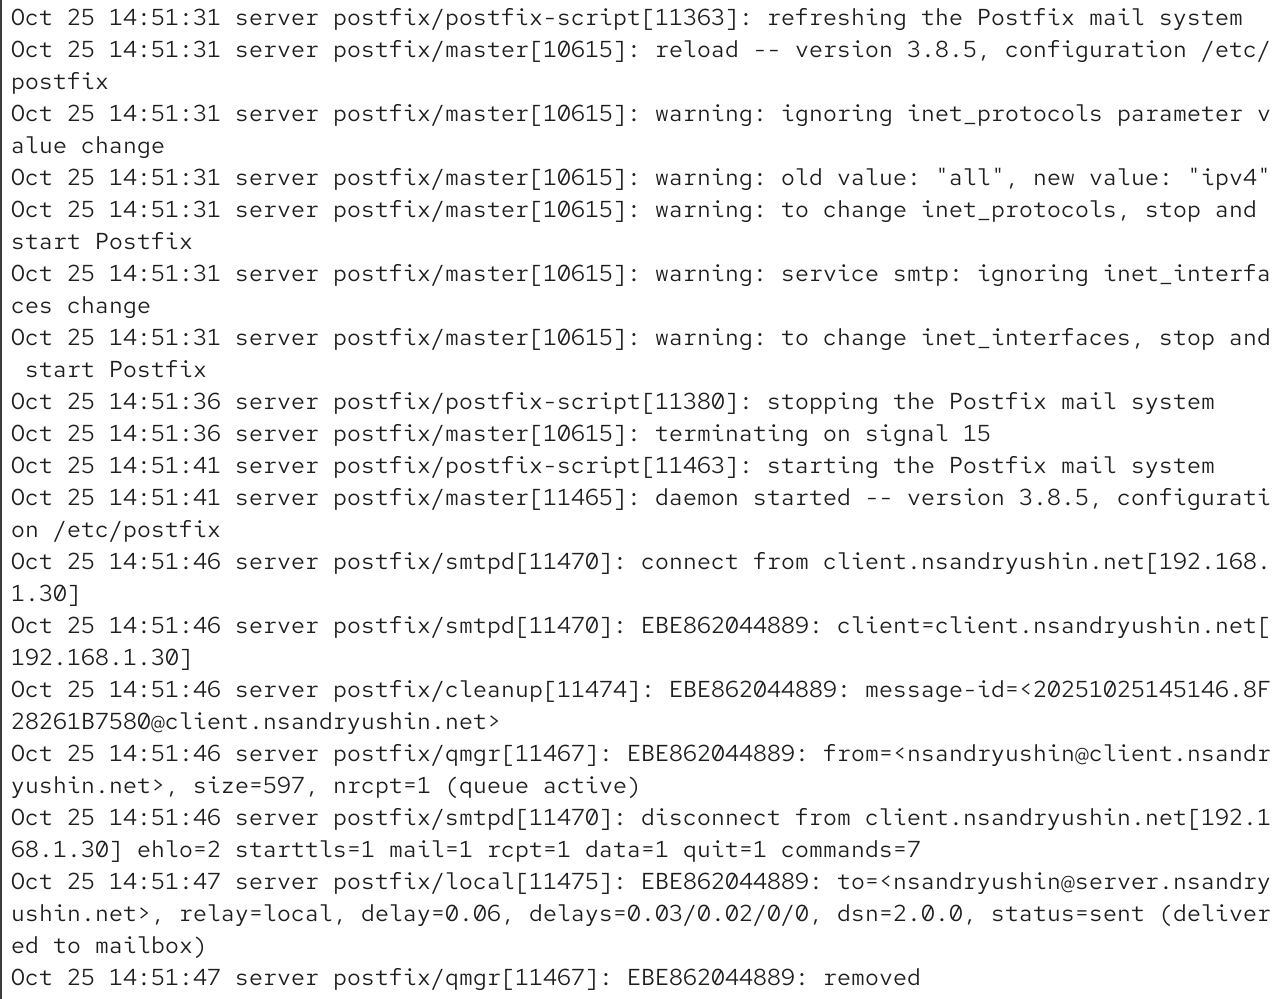 Oct 25 14:51:31 server postfix/postfix-script[11363]: refreshing the Postfix mail system
Oct 25 14:51:31 server postfix/master[10615]: reload -- version 3.8.5, configuration /etc/
postfix
Oct 25 14:51:31 server postfix/master[10615]: warning: ignoring inet_protocols parameter v
alue change
Oct 25 14:51:31 server postfix/master[10615]: warning: old value: "all", new value: "ipv4"
Oct 25 14:51:31 server postfix/master[10615]: warning: to change inet_protocols, stop and
start Postfix
Oct 25 14:51:31 server postfix/master[10615]: warning: service smtp: ignoring inet_interfa
ces change
Oct 25 14:51:31 server postfix/master[10615]: warning: to change inet_interfaces, stop and
 start Postfix
Oct 25 14:51:36 server postfix/postfix-script[11380]: stopping the Postfix mail system
Oct 25 14:51:36 server postfix/master[10615]: terminating on signal 15
Oct 25 14:51:41 server postfix/postfix-script[11463]: starting the Postfix mail system
Oct 25 14:51:41 server postfix/master[11465]: daemon started -- version 3.8.5, configurati
on /etc/postfix
Oct 25 14:51:46 server postfix/smtpd[11470]: connect from client.nsandryushin.net[192.168.
1.30]
Oct 25 14:51:46 server postfix/smtpd[11470]: EBE862044889: client=client.nsandryushin.net[
192.168.1.30]
Oct 25 14:51:46 server postfix/cleanup[11474]: EBE862044889: message-id=<20251025145146.8F
28261B7580@client.nsandryushin.net>
Oct 25 14:51:46 server postfix/qmgr[11467]: EBE862044889: from=<nsandryushin@client.nsandr
yushin.net>, size=597, nrcpt=1 (queue active)
Oct 25 14:51:46 server postfix/smtpd[11470]: disconnect from client.nsandryushin.net[192.1
68.1.30] ehlo=2 starttls=1 mail=1 rcpt=1 data=1 quit=1 commands=7
Oct 25 14:51:47 server postfix/local[11475]: EBE862044889: to=<nsandryushin@server.nsandry
ushin.net>, relay=local, delay=0.06, delays=0.03/0.02/0/0, dsn=2.0.0, status=sent (deliver
ed to mailbox)
Oct 25 14:51:47 server postfix/qmgr[11467]: EBE862044889: removed